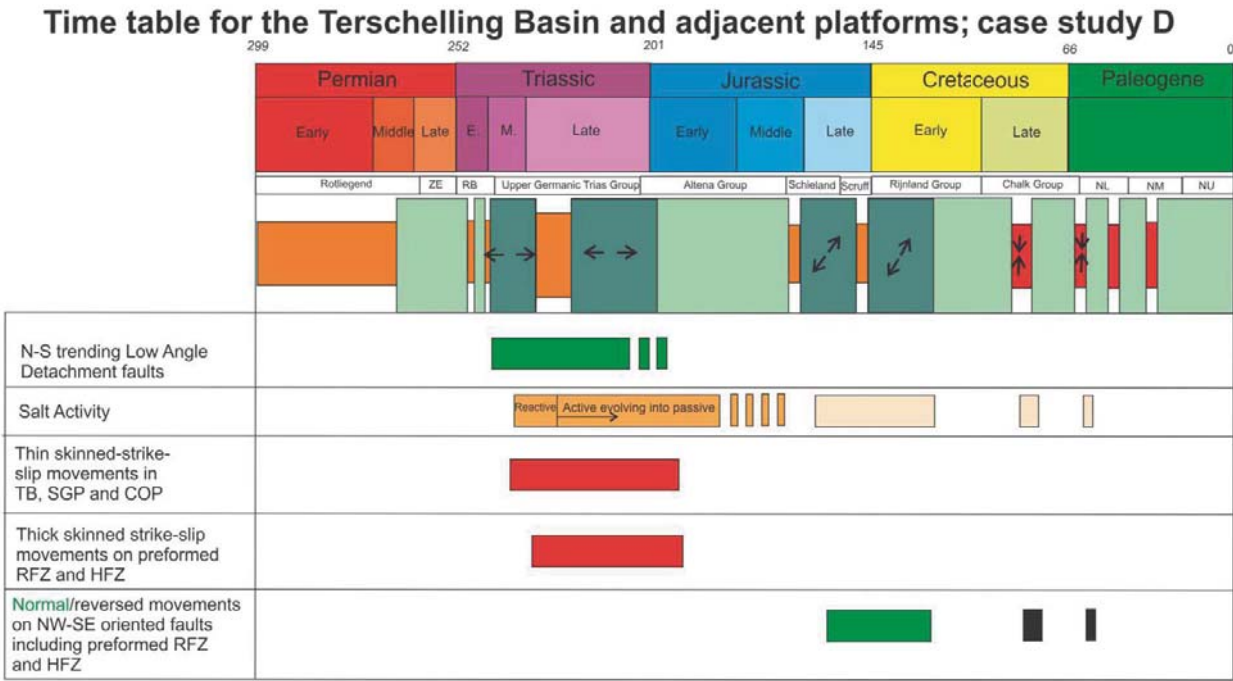 Time table for the Terschelling Basin and adjacent platforms; case study D
299 252 201 145 66 0
Permian Triassic Jurassic Cretaceous Paleogene
Early Middle Late E. M. Late Early Middle Late Early Late
Rotliegend ZE RB Upper Germanic Trias Group Altena Group Schieland Scruff Rijnland Group Chalk Group NL NM NU
N-S trending Low Angle
Detachment faults
Salt Activity
Reactive Active evolving into passive
Thin skinned-strike-
slip movements in
TB, SGP and COP
Thick skinned strike-slip
movements on preformed
RFZ and HFZ
Normal/reversed movements
on NW-SE oriented faults
including preformed RFZ
and HFZ